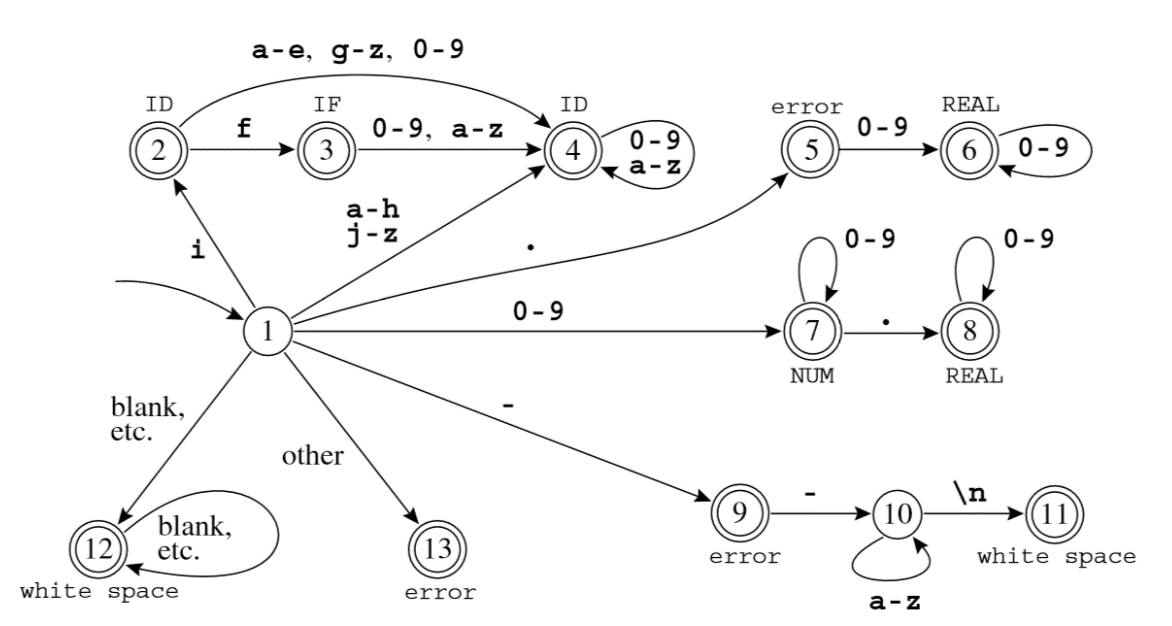 a-e, g-z, 0-9
ID
IF
ID
error
REAL
2
f
3
0-9, a-z
4
0-9
a-z
5
0-9
6
0-9
i
a-h
j-z
.
0-9
0-9
1
0-9
7
.
8
NUM
REAL
blank,
etc.
other
-
12
blank,
etc.
13
9
-
10
\n
11
white space
error
error
white space
a-z